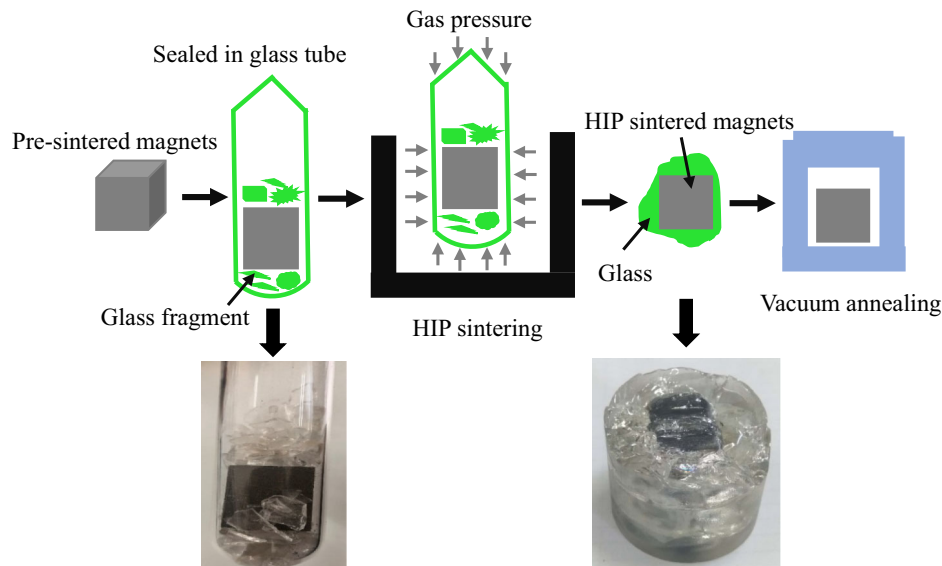 Gas pressure
Sealed in glass tube
Pre-sintered magnets
HIP sintered magnets
Glass
Glass fragment
HIP sintering
Vacuum annealing